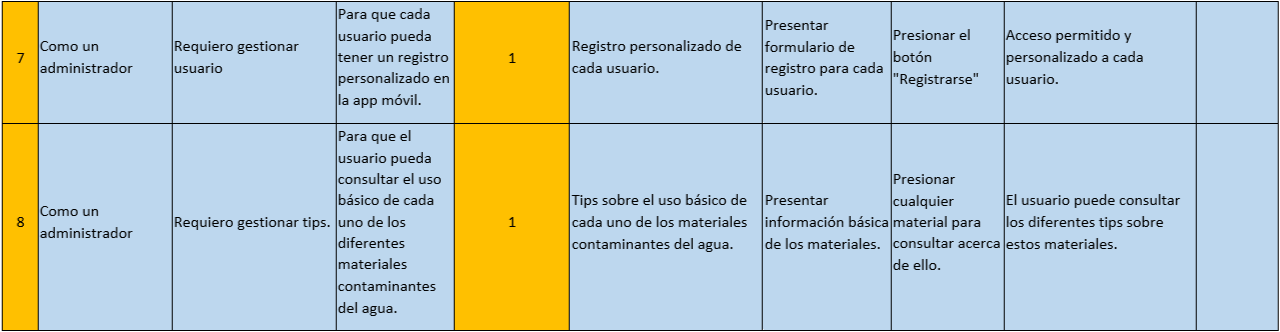 7
Como un
administrador
Requiero gestionar
usuario
Para que cada
usuario pueda
tener un registro
personalizado en
la app móvil.
1
Registro personalizado de
cada usuario.
Presentar
formulario de
registro para cada
usuario.
Presionar el
botón
"Registrarse"
Acceso permitido y
personalizado a cada
usuario.
8
Como un
administrador
Requiero gestionar tips.
Para que el
usuario pueda
consultar el uso
básico de cada
uno de los
diferentes
materiales
contaminantes
del agua.
1
Tips sobre el uso básico de
cada uno de los materiales
contaminantes del agua.
Presentar
información básica
de los materiales.
Presionar
cualquier
material para
consultar acerca
de ello.
El usuario puede consultar
los diferentes tips sobre
estos materiales.